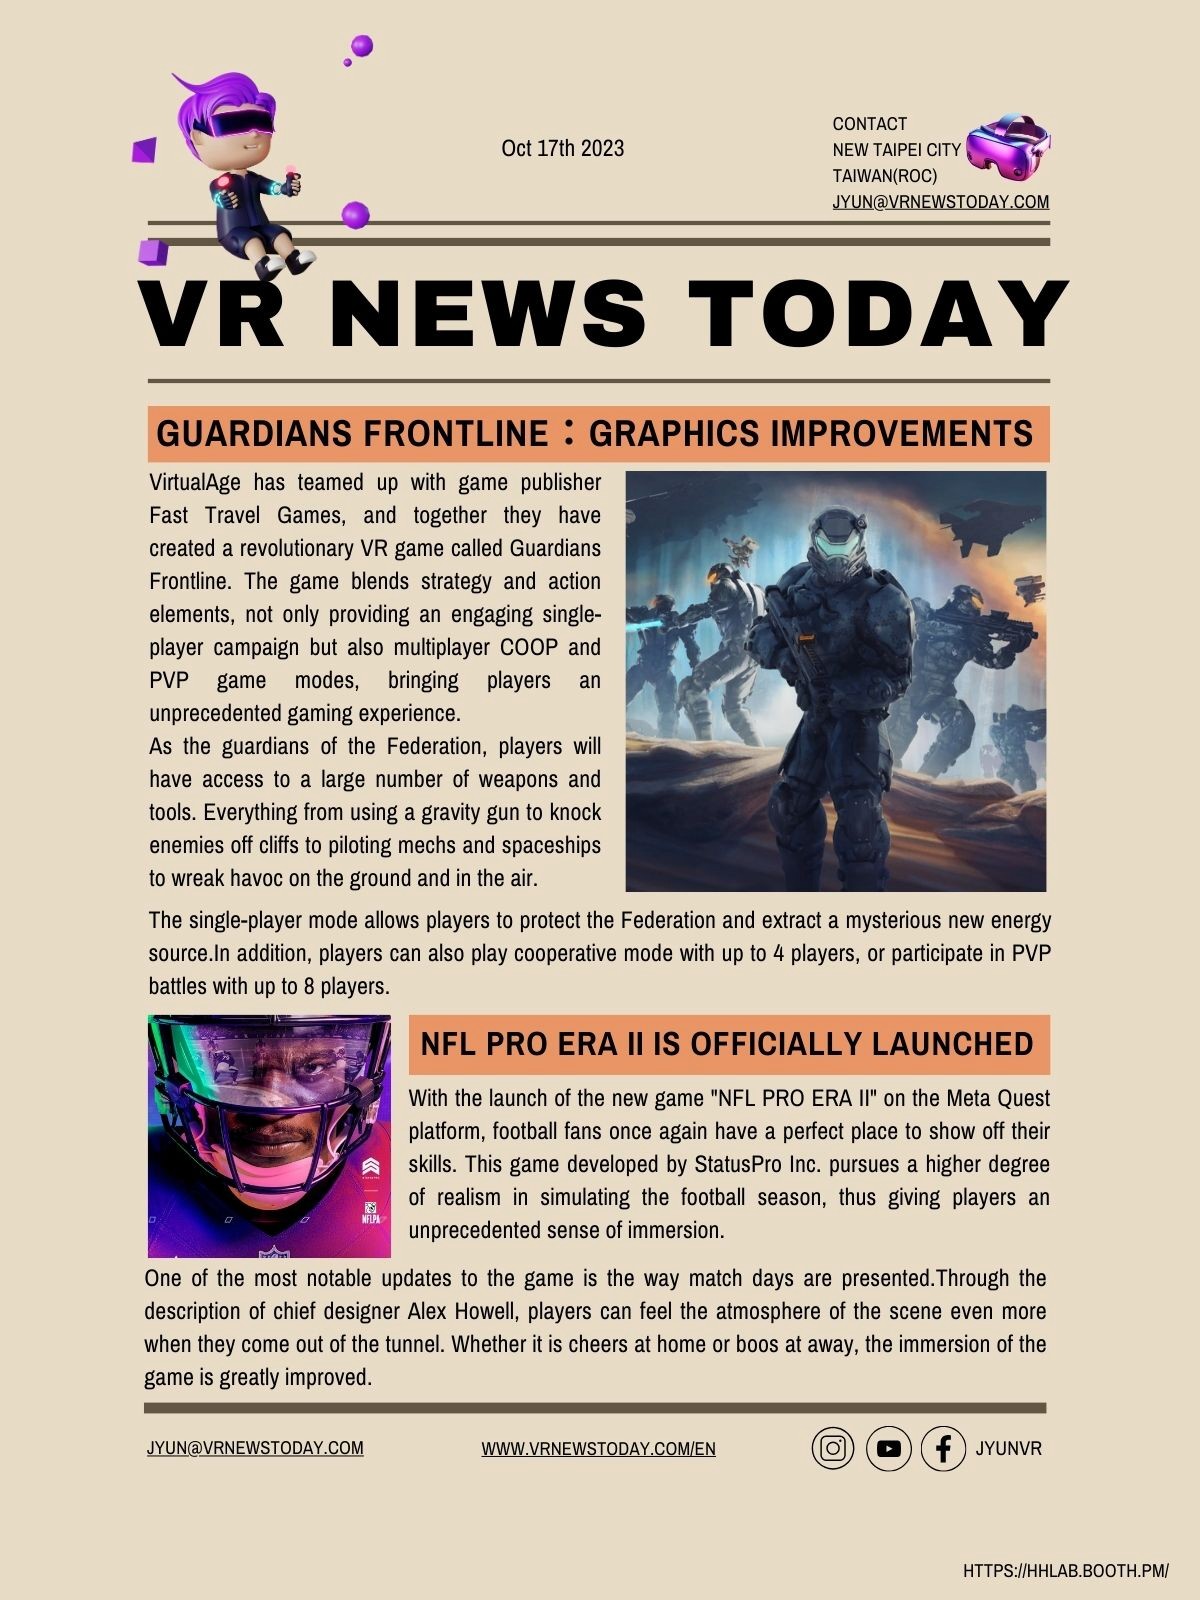 Oct 17th 2023
CONTACT
NEW TAIPEI CITY
TAIWAN(ROC)
JYUN@VRNEWSTODAY.COM
VR NEWS TODAY
GUARDIANS FRONTLINE：GRAPHICS IMPROVEMENTS
VirtualAge has teamed up with game publisher
Fast Travel Games, and together they have
created a revolutionary VR game called Guardians
Frontline. The game blends strategy and action
elements, not only providing an engaging single-
player campaign but also multiplayer COOP and
PVP game modes, bringing players an
unprecedented gaming experience.
As the guardians of the Federation, players will
have access to a large number of weapons and
tools. Everything from using a gravity gun to knock
enemies off cliffs to piloting mechs and spaceships
to wreak havoc on the ground and in the air.
The single-player mode allows players to protect the Federation and extract a mysterious new energy
source.In addition, players can also play cooperative mode with up to 4 players, or participate in PVP
battles with up to 8 players.
NFLPA
NFL PRO ERA II IS OFFICIALLY LAUNCHED
With the launch of the new game "NFL PRO ERA II" on the Meta Quest
platform, football fans once again have a perfect place to show off their
skills. This game developed by StatusPro Inc. pursues a higher degree
of realism in simulating the football season, thus giving players an
unprecedented sense of immersion.
One of the most notable updates to the game is the way match days are presented.Through the
description of chief designer Alex Howell, players can feel the atmosphere of the scene even more
when they come out of the tunnel. Whether it is cheers at home or boos at away, the immersion of the
game is greatly improved.
JYUN@VRNEWSTODAY.COM
WWW.VRNEWSTODAY.COM/EN
JYUNVR
HTTPS://HHLAB.BOOTH.PM/